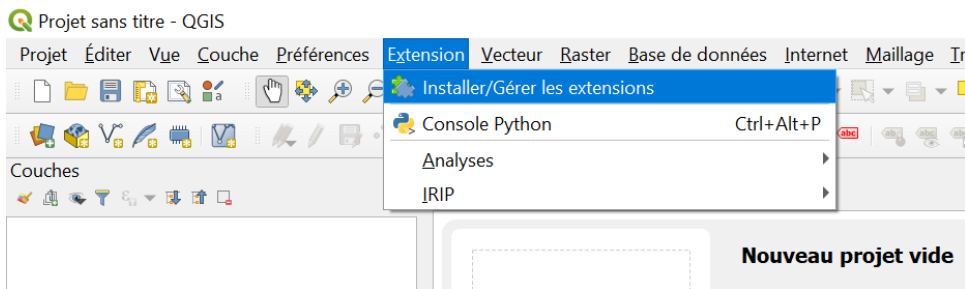 Projet sans titre - QGIS
Projet Éditer Vue Couche Préférences Extension Vecteur Raster Base de données Internet Maillage
Installer/Gérer les extensions
Console Python Ctrl+Alt+P
abc
Couches
Analyses
IRIP
Nouveau projet vide